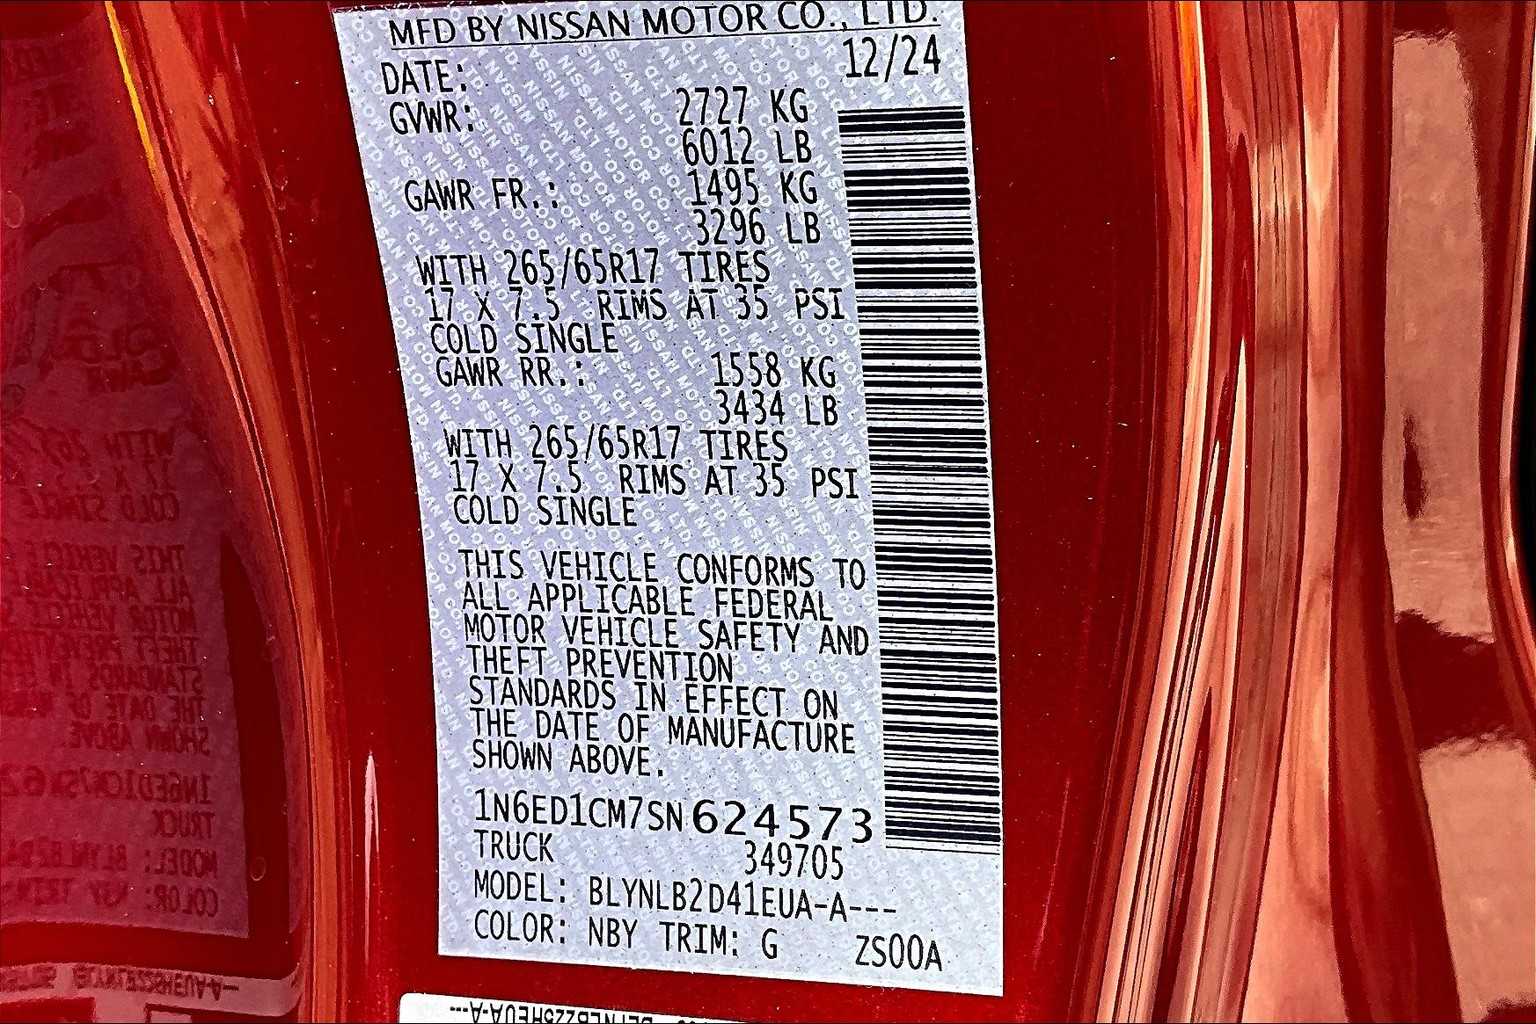 MFD BY NISSAN MOTOR CO., LTD.
DATE: 12/24
GVWR: 2727 KG
6012 LB
GAWR FR.: 1495 KG
3296 LB
WITH 265/65R17 TIRES
17 X 7.5 RIMS AT 35 PSI
COLD SINGLE
GAWR RR.: 1558 KG
3434 LB
WITH 265/65R17 TIRES
17 X 7.5 RIMS AT 35 PSI
COLD SINGLE
THIS VEHICLE CONFORMS TO
ALL APPLICABLE FEDERAL
MOTOR VEHICLE SAFETY AND
THEFT PREVENTION
STANDARDS IN EFFECT ON
THE DATE OF MANUFACTURE
SHOWN ABOVE.
1N6ED1CM7SN624573
TRUCK 349705
MODEL: BLYNLB2D41EUA-A---
COLOR: NBY TRIM: G ZS00A